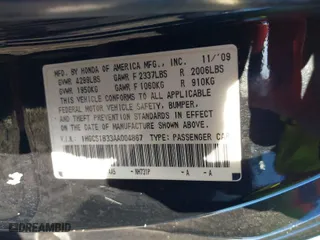 MFD. BY HONDA OF AMERICA MFG., INC. 11/'09
GVWR 4299LBS GAWR F 2337LBS R 2006LBS
GVWR 1950KG GAWR F 1060KG R 910KG
THIS VEHICLE CONFORMS TO ALL APPLICABLE
FEDERAL MOTOR VEHICLE SAFETY, BUMPER,
AND THEFT PREVENTION STANDARDS IN EFFECT
ON THE DATE OF MANUFACTURE SHOWN ABOVE.
V.I.N. TYPE: PASSENGER CAR
NH731P -A -A
DREAMBID